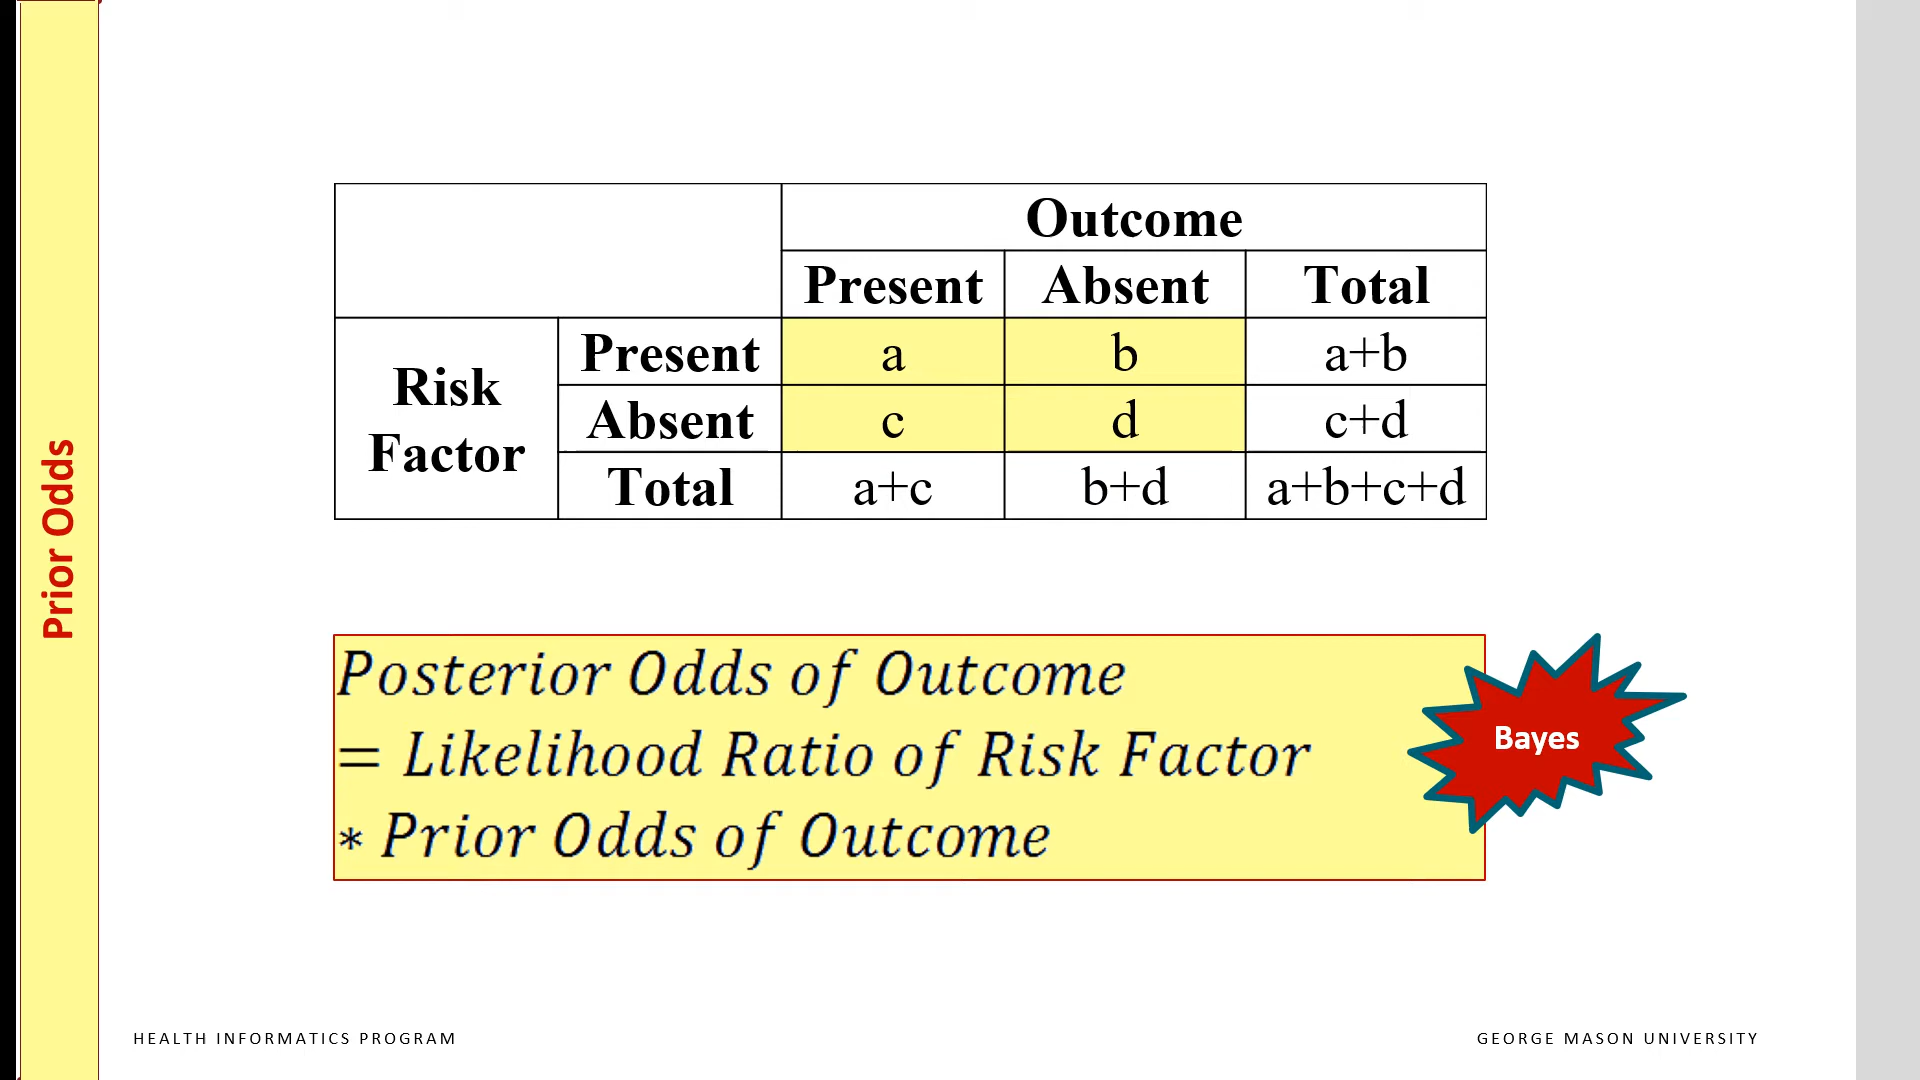 Prior Odds
Outcome
Present Absent Total
Risk Factor
Present a b a+b
Absent c d c+d
Total a+c b+d a+b+c+d
Posterior Odds of Outcome
= Likelihood Ratio of Risk Factor
* Prior Odds of Outcome
Bayes
HEALTH INFORMATICS PROGRAM
GEORGE MASON UNIVERSITY